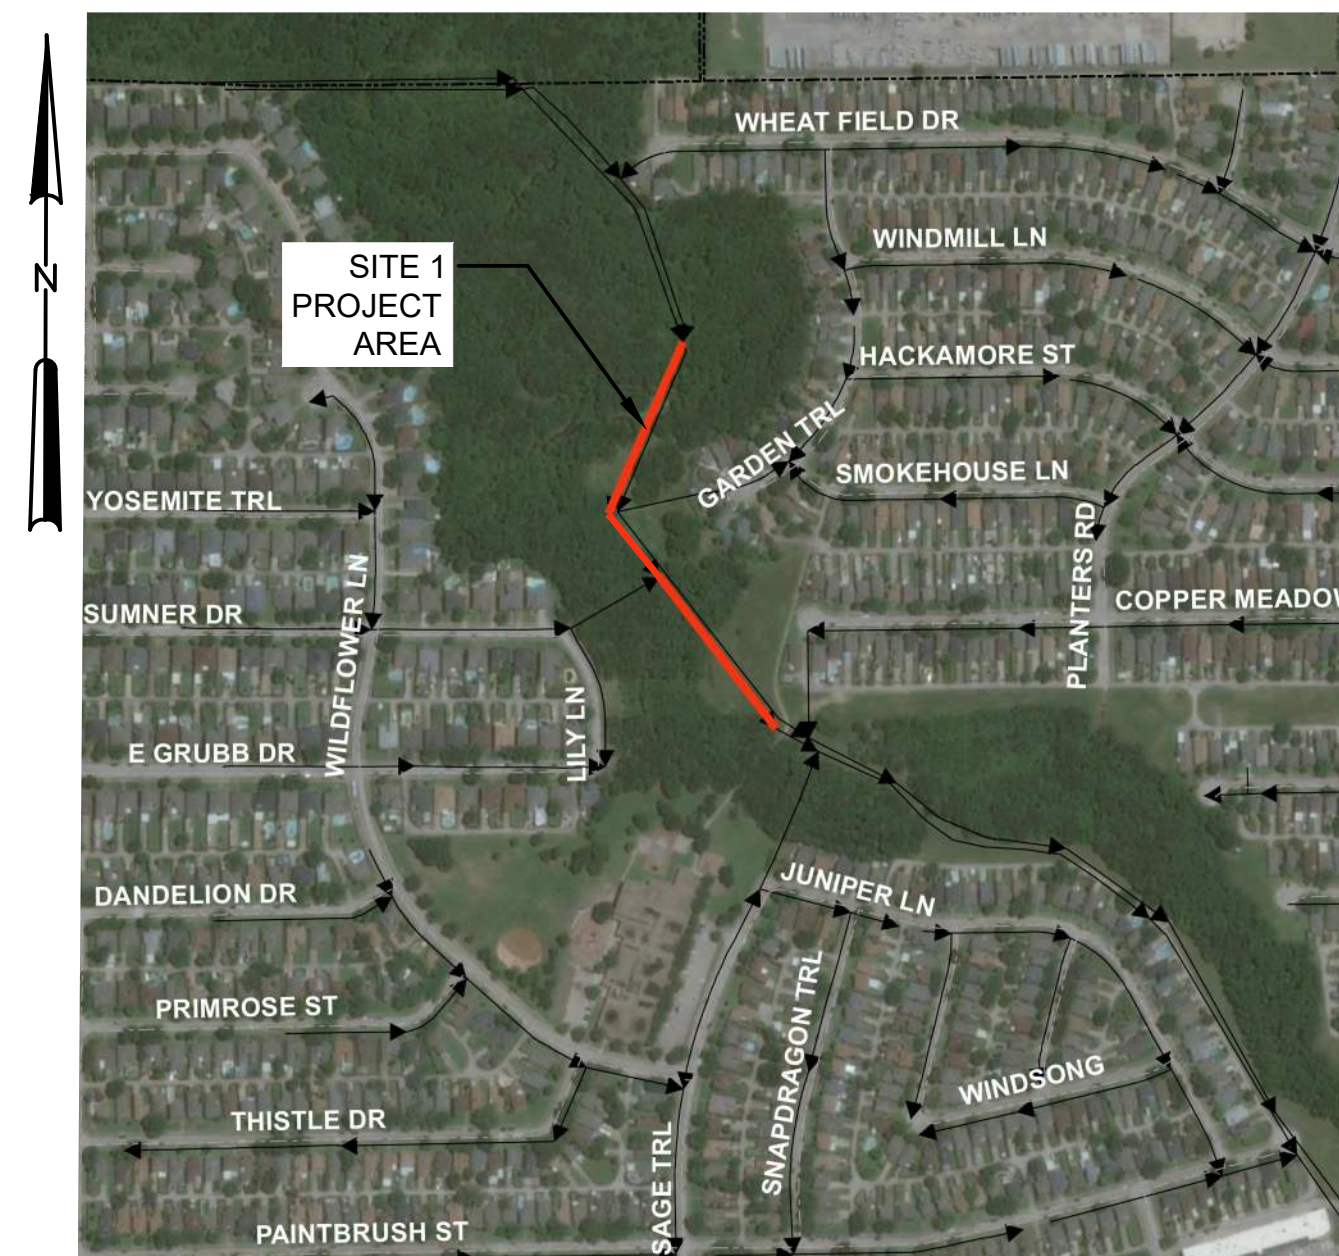 WHEAT FIELD DR
WINDMILL LN
SITE 1
PROJECT
AREA
N
HACKAMORE ST
GARDEN TRL
SMOKEHOUSE LN
YOSEMITE TRL
PLANTERS RD
WILDFLOWER LN
COPPER MEADOW
SUMNER DR
LILY LN
E GRUBB DR
JUNIPER LN
DANDELION DR
SNAPDRAGON TRL
PRIMROSE ST
WINDSONG
THISTLE DR
SAGE TRL
PAINTBRUSH ST